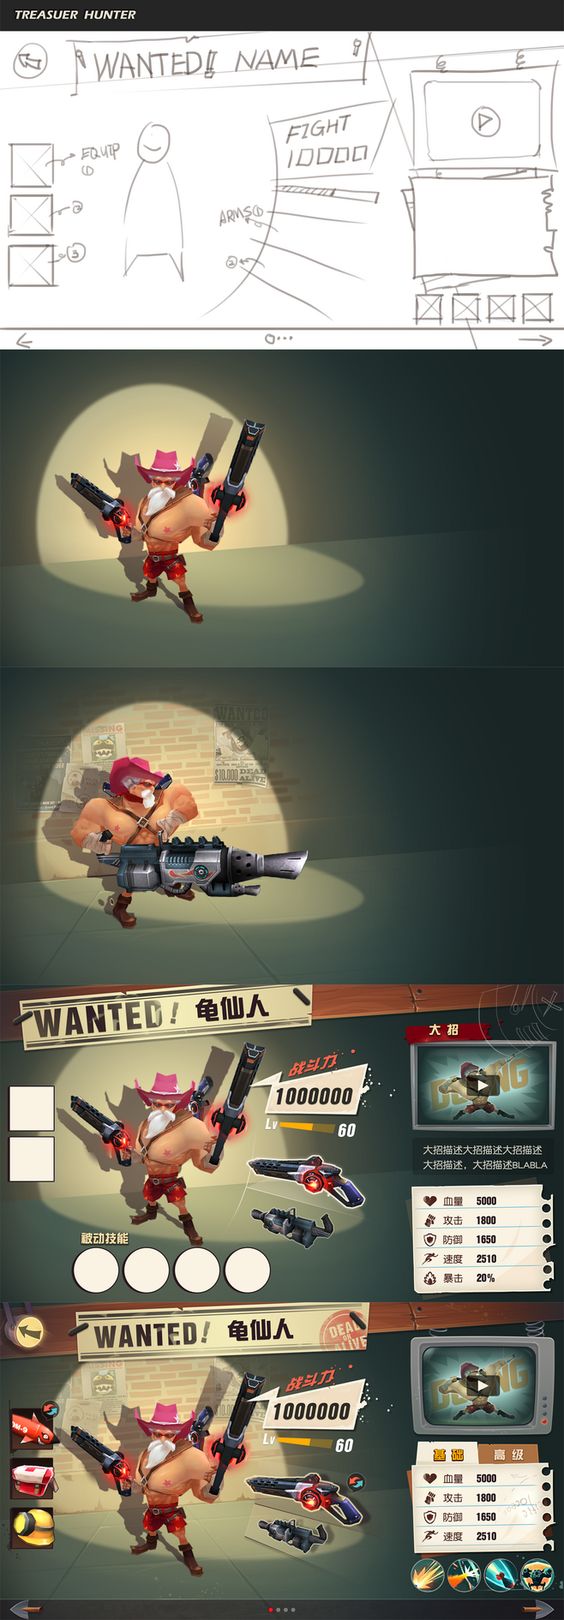 TREASUER HUNTER
WANTED! NAME
EQUIP
①
②
③
FIGHT
10000
ARMS①
②
MISSING
WANTED
$10.000 DEAD
ALIVE
WANTED! 龟仙人
大招
战斗力
1000000
Lv 60
大招描述大招描述大招描述
大招描述，大招描述BLABLA
血量 5000
攻击 1800
防御 1650
速度 2510
暴击 20%
被动技能
WANTED! 龟仙人
DEAD
OR
ALIVE
战斗力
1000000
Lv 60
基础 高级
血量 5000
攻击 1800
防御 1650
速度 2510